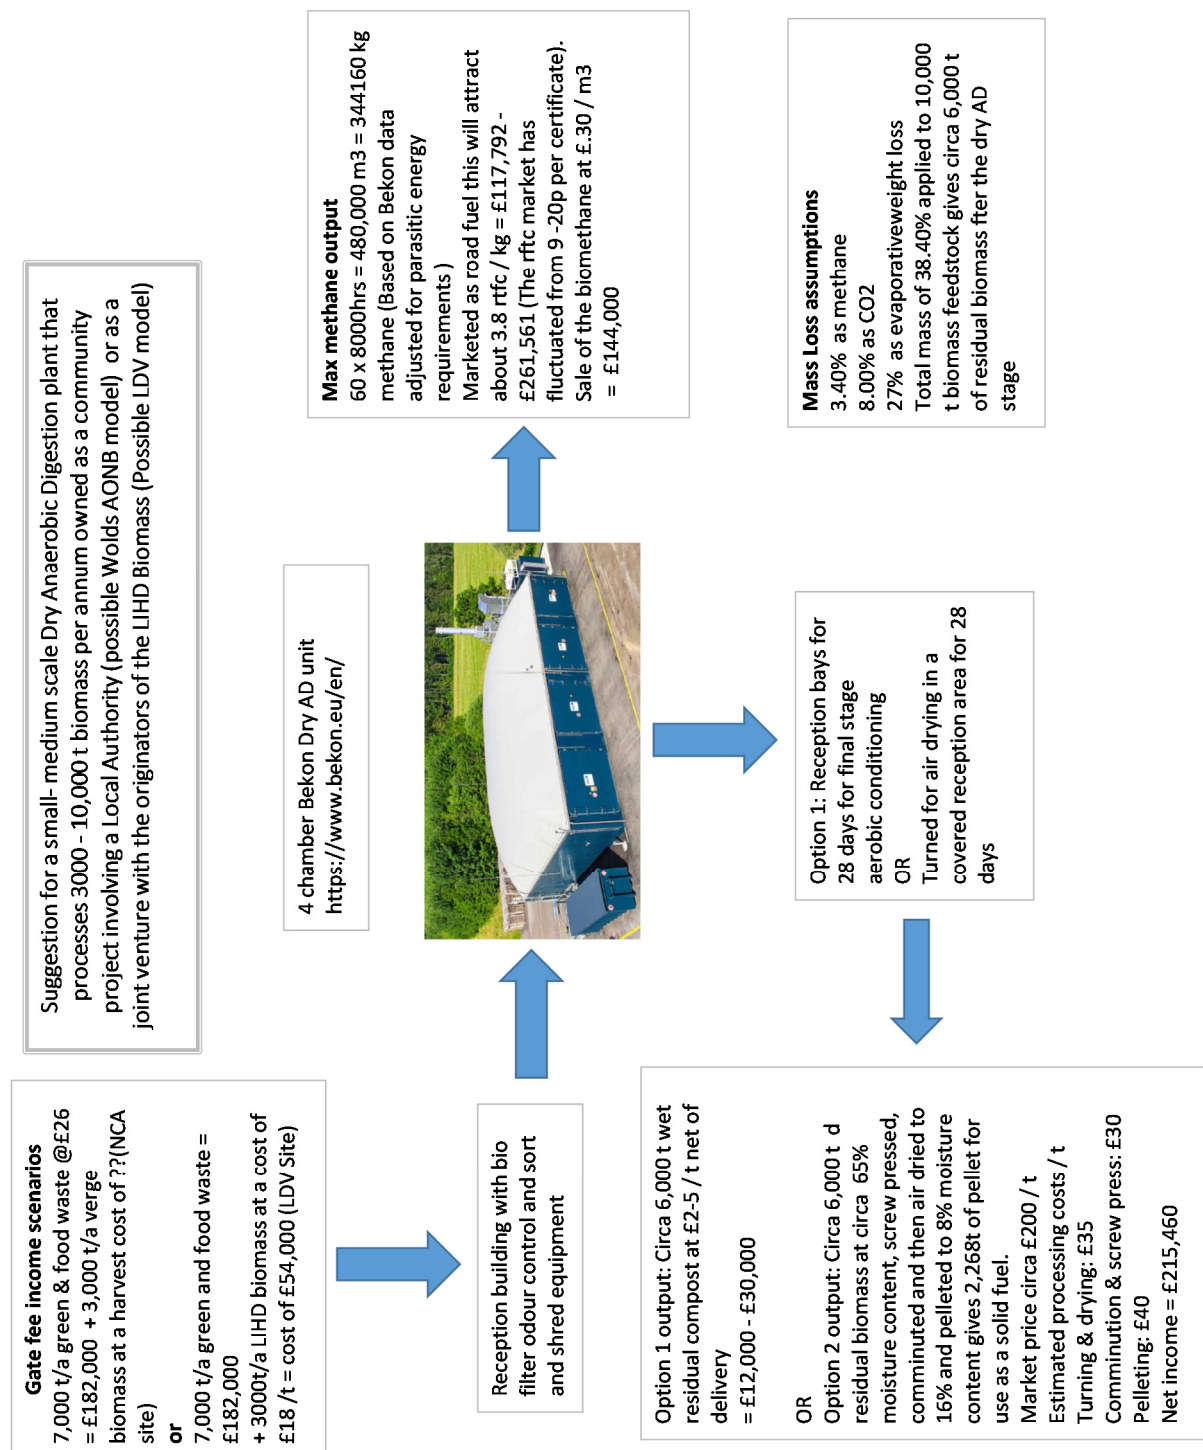 Suggestion for a small- medium scale Dry Anaerobic Digestion plant that
processes 3000 - 10,000 t biomass per annum owned as a community
project involving a Local Authority (possible Wolds AONB model)  or as a
joint venture with the originators of the LIHD Biomass (Possible LDV model)
Gate fee income scenarios
7,000 t/a green & food waste @£26
= £182,000 + 3,000 t/a verge
biomass at a harvest cost of ??(NCA
site)
or
7,000 t/a green and food waste =
£182,000
+ 3000t/a LIHD biomass at a cost of
£18 /t = cost of £54,000 (LDV Site)
4 chamber Bekon Dry AD unit
https://www.bekon.eu/en/
Max methane output
60 x 8000hrs = 480,000 m3 = 344160 kg
methane (Based on Bekon data
adjusted for parasitic energy
requirements )
Marketed as road fuel this will attract
about 3.8 rtfc / kg = £117,792 -
£261,561 (The rftc market has
fluctuated from 9 -20p per certificate).
Sale of the biomethane at £.30 / m3
= £144,000
Reception building with bio
filter odour control and sort
and shred equipment
Option 1: Reception bays for
28 days for final stage
aerobic conditioning
OR
Turned for air drying in a
covered reception area for 28
days
Mass Loss assumptions
3.40% as methane
8.00% as CO2
27%  as evaporativeweight loss
Total mass of 38.40% applied to 10,000
t biomass feedstock gives circa 6,000 t
of residual biomass fter the dry AD
stage
Option 1 output: Circa 6,000 t wet
residual compost at £2-5 / t net of
delivery
= £12,000 - £30,000
OR
Option 2 output: Circa 6,000 t  d
residual biomass at circa  65%
moisture content, screw pressed,
comminuted and then air dried to
16% and pelleted to 8% moisture
content gives 2,268t of pellet for
use as a solid fuel.
Market price circa £200 / t
Estimated processing costs / t
Turning & drying: £35
Comminution & screw press: £30
Pelleting: £40
Net income = £215,460